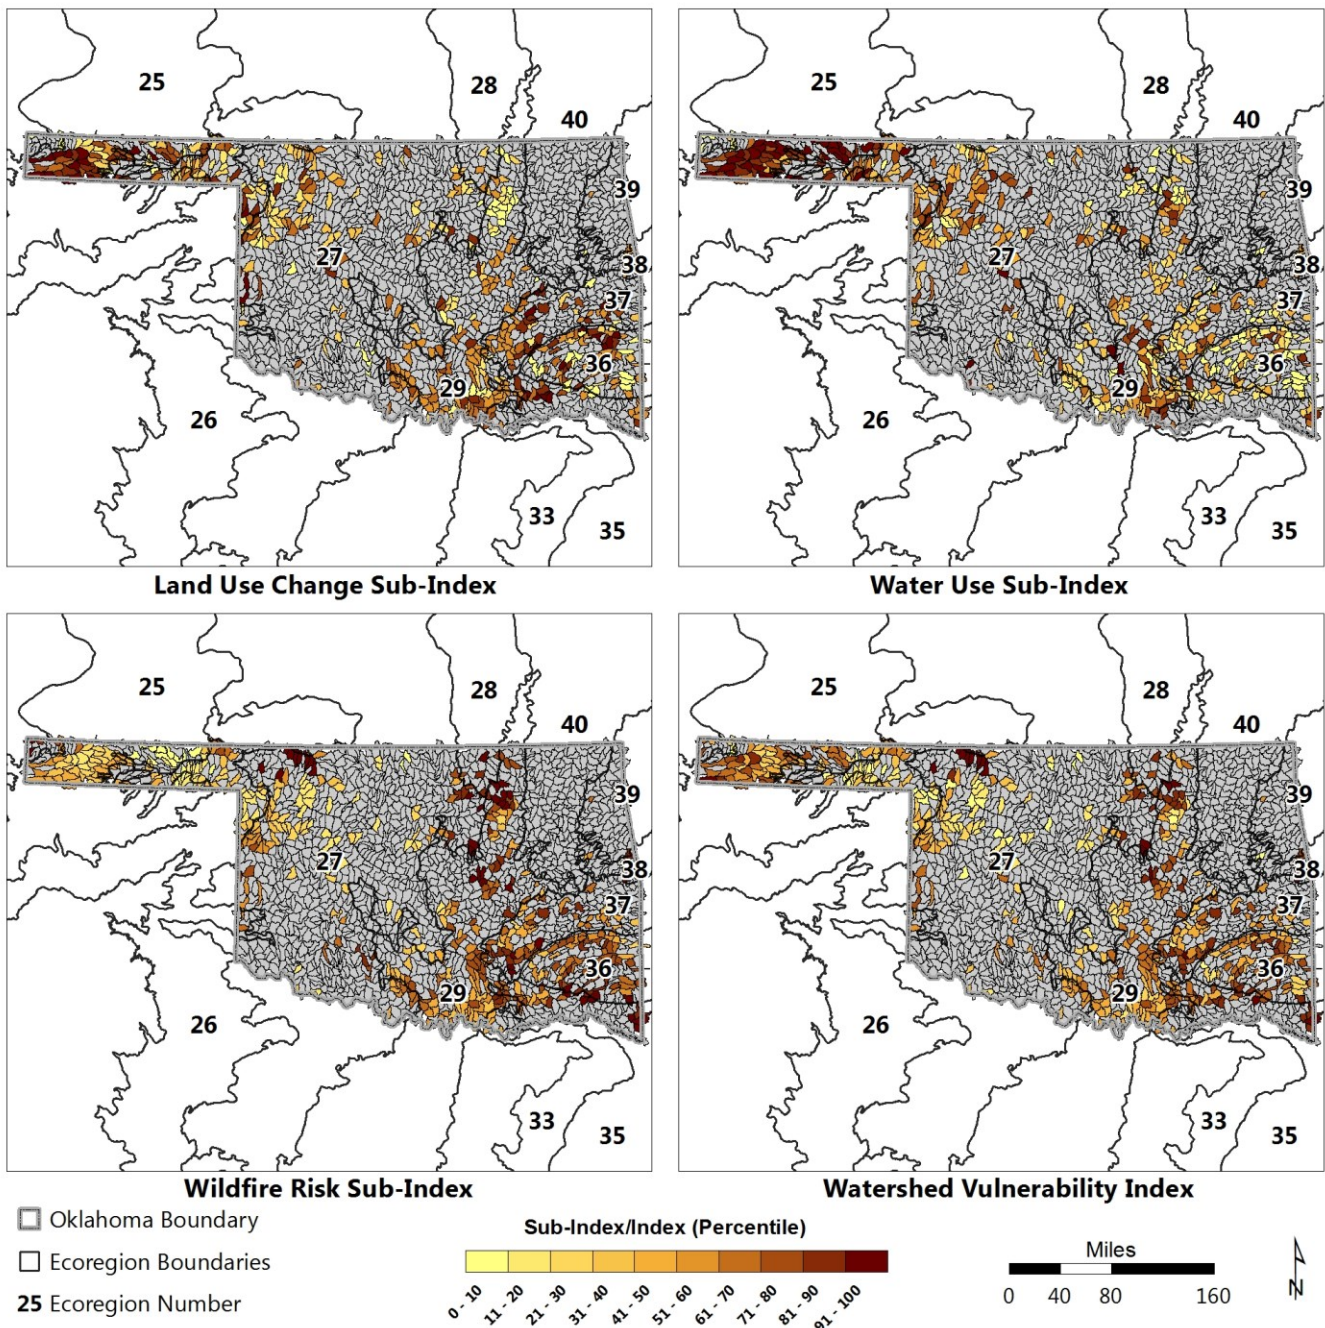 25
28
40
39
27
38
37
36
29
26
33
35
Land Use Change Sub-Index
25
28
40
39
27
38
37
36
29
26
33
35
Water Use Sub-Index
25
28
40
39
27
38
37
36
29
26
33
35
Wildfire Risk Sub-Index
25
28
40
39
27
38
37
36
29
26
33
35
Watershed Vulnerability Index
Oklahoma Boundary
Ecoregion Boundaries
25 Ecoregion Number
Sub-Index/Index (Percentile)
0 - 10
11 - 20
21 - 30
31 - 40
41 - 50
51 - 60
61 - 70
71 - 80
81 - 90
91 - 100
Miles
0 40 80 160
N